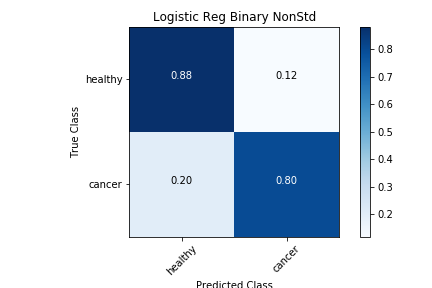 Logistic Reg Binary NonStd
True Class
healthy
0.88
0.12
cancer
0.20
0.80
healthy
cancer
Predicted Class
0.8
0.7
0.6
0.5
0.4
0.3
0.2